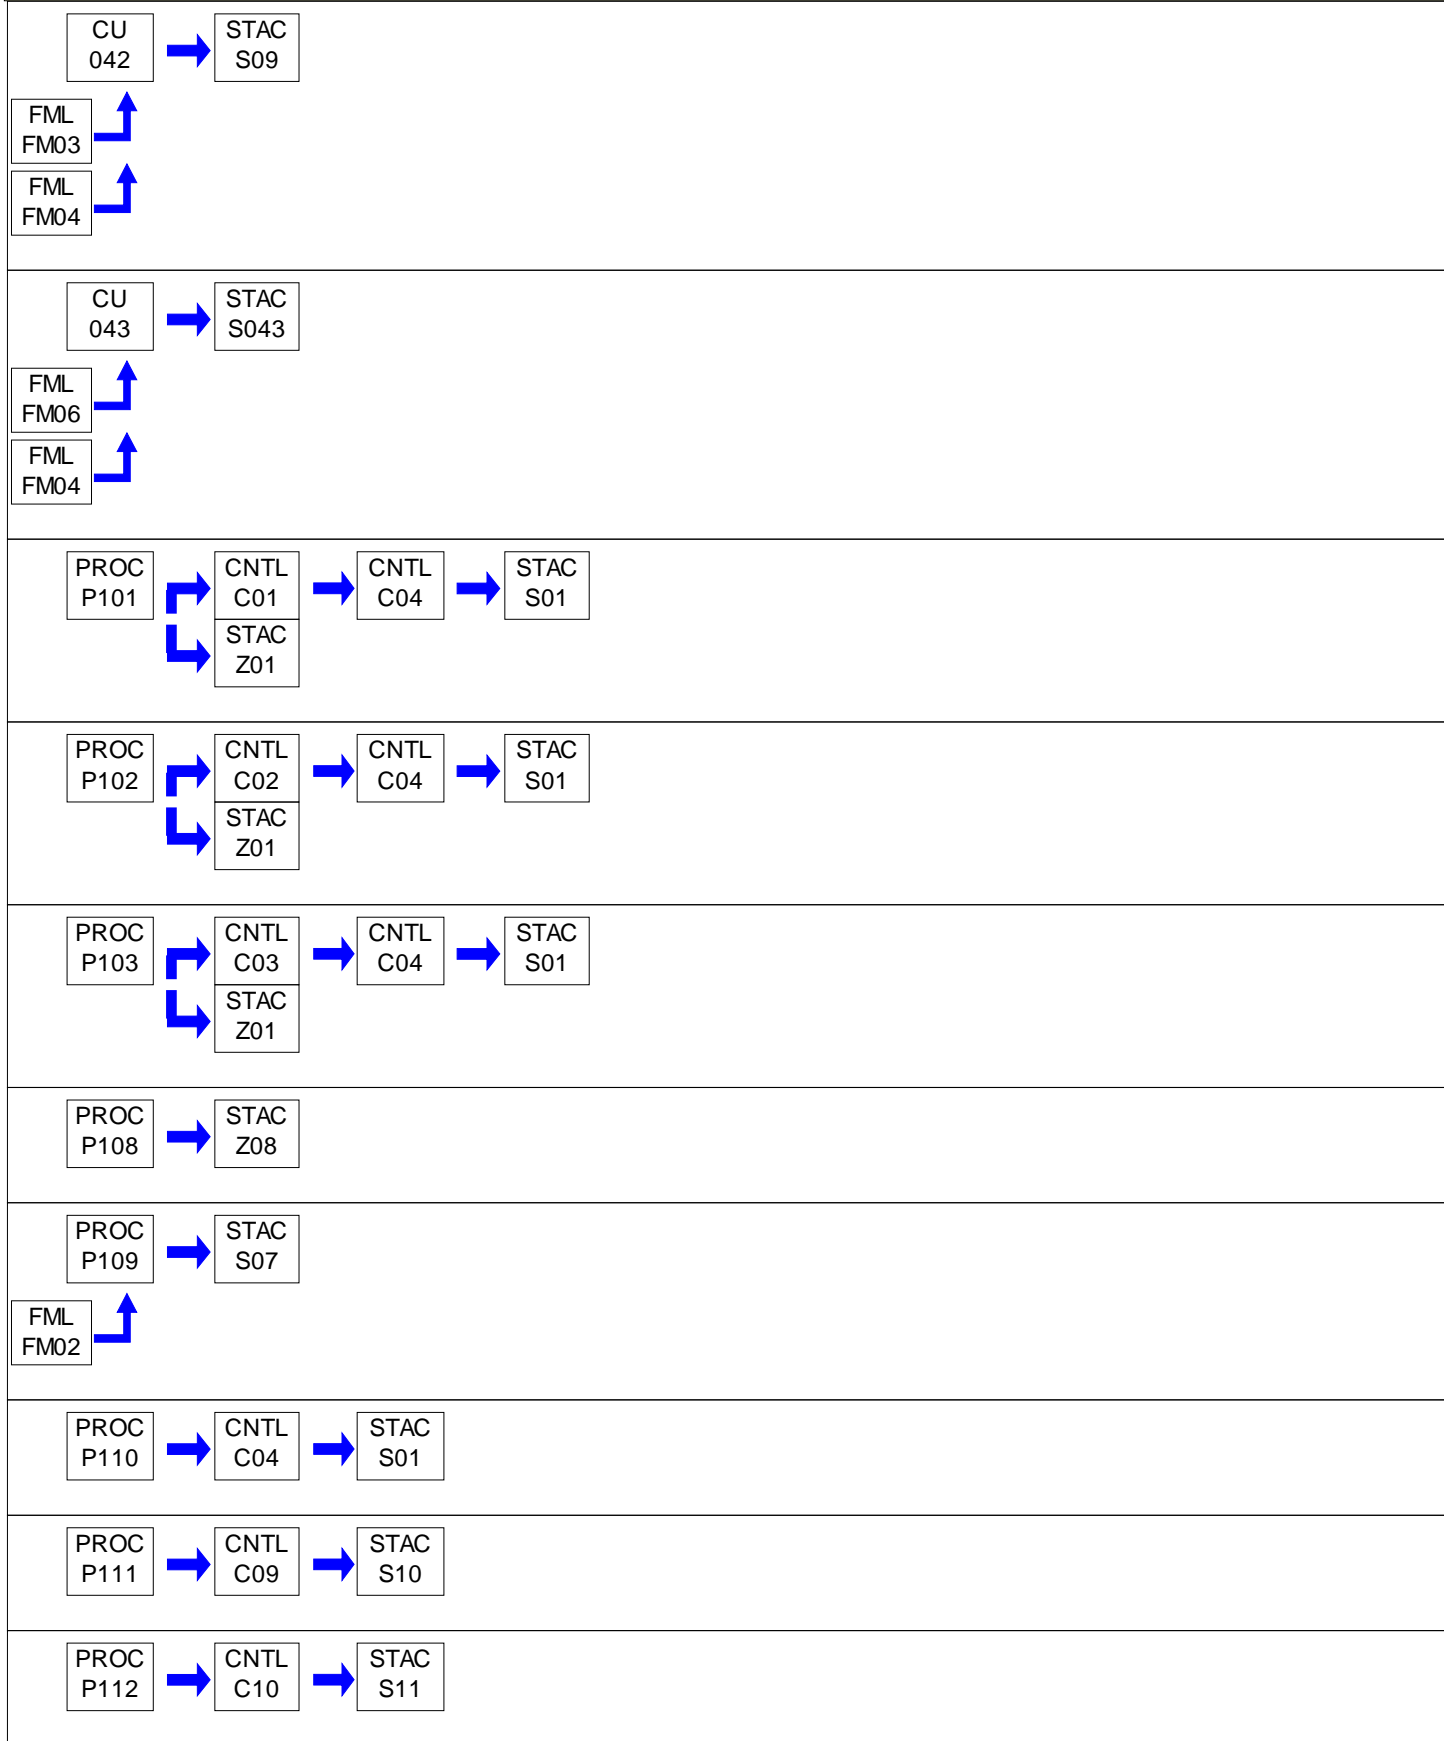 CU
042
STAC
S09
FML
FM03
FML
FM04
CU
043
STAC
S043
FML
FM06
FML
FM04
PROC
P101
CNTL
C01
CNTL
C04
STAC
S01
STAC
Z01
PROC
P102
CNTL
C02
CNTL
C04
STAC
S01
STAC
Z01
PROC
P103
CNTL
C03
CNTL
C04
STAC
S01
STAC
Z01
PROC
P108
STAC
Z08
PROC
P109
STAC
S07
FML
FM02
PROC
P110
CNTL
C04
STAC
S01
PROC
P111
CNTL
C09
STAC
S10
PROC
P112
CNTL
C10
STAC
S11